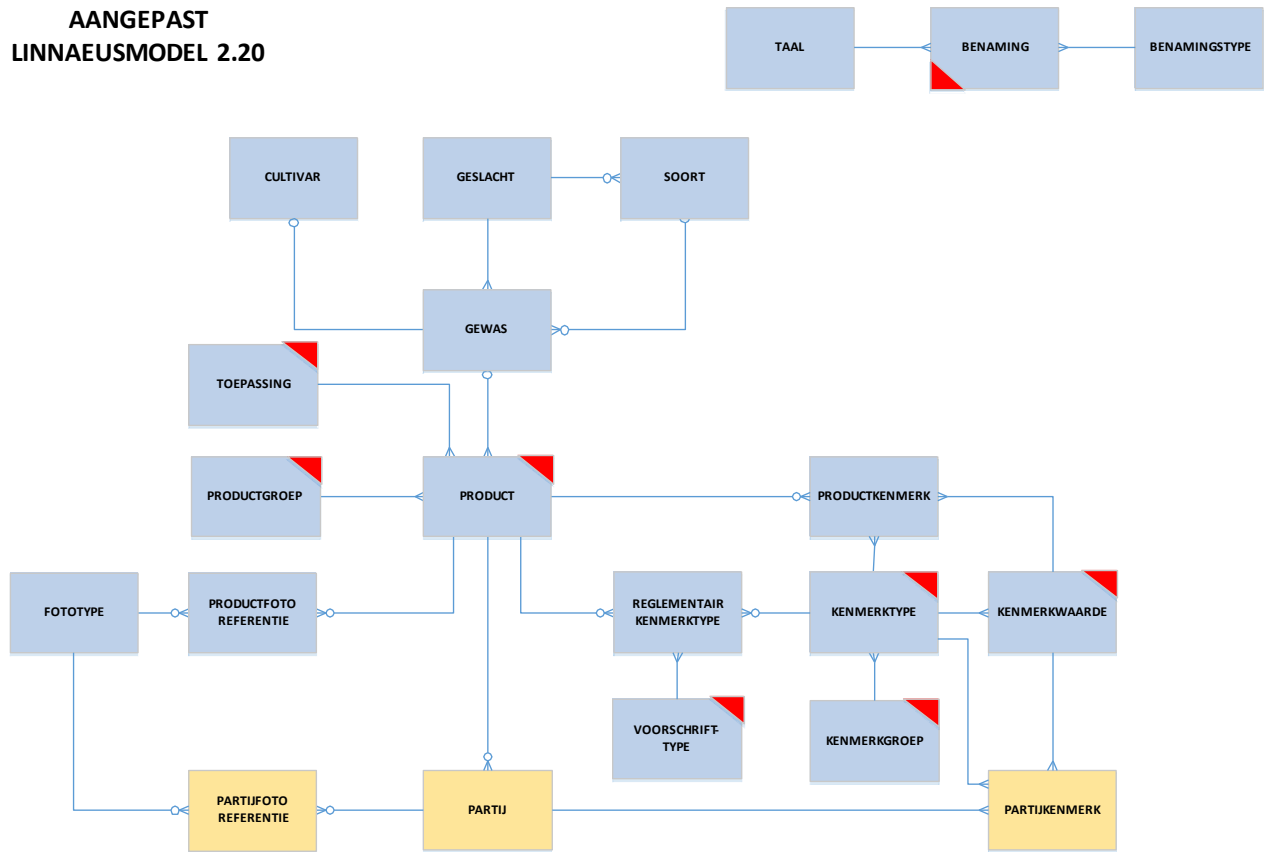 AANGEPAST
LINNAEUSMODEL 2.20
TAAL
BENAMING
BENAMINGSTYPE
CULTIVAR
GESLACHT
SOORT
GEWAS
TOEPASSING
PRODUCTGROEP
PRODUCT
PRODUCTKENMERK
FOTOTYPE
PRODUCTFOTO
REFERENTIE
REGLEMENTAIR
KENMERKTYPE
KENMERKTYPE
KENMERKWAARDE
VOORSCHRIFT-
TYPE
KENMERKGROEP
PARTIJFOTO
REFERENTIE
PARTIJ
PARTIJKENMERK